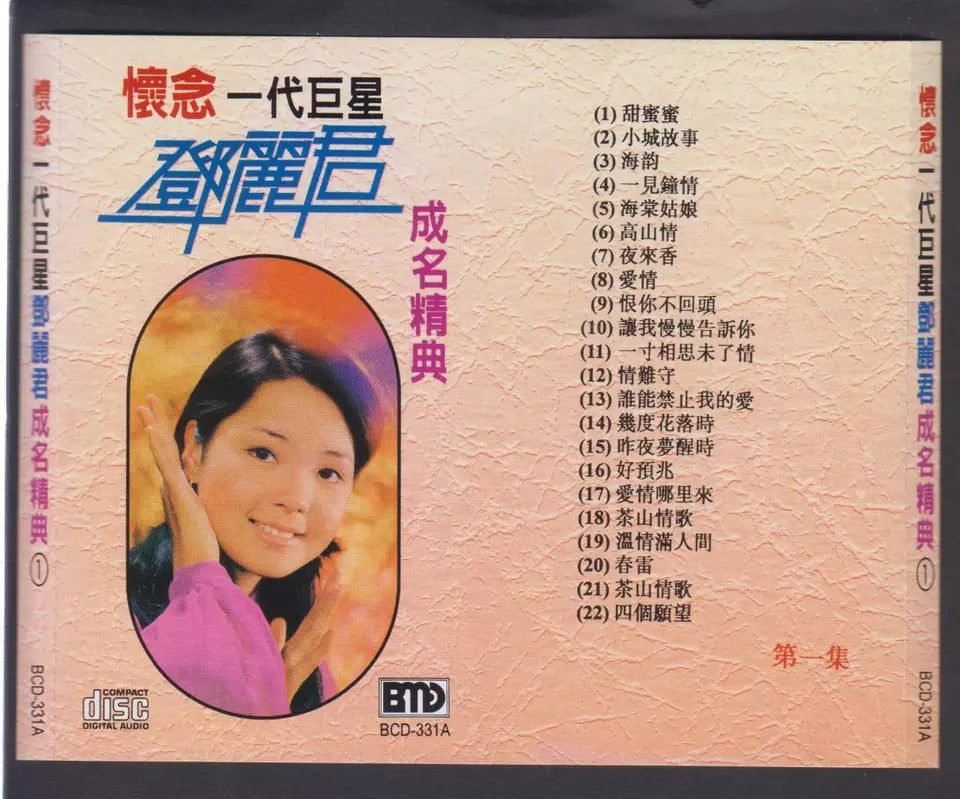 懷念一代巨星鄧麗君成名精典①
BCD-331A
懷念 一代巨星
鄧麗君
成名精典
(1) 甜蜜蜜
(2) 小城故事
(3) 海韵
(4) 一見鐘情
(5) 海棠姑娘
(6) 高山情
(7) 夜來香
(8) 愛情
(9) 恨你不回頭
(10) 讓我慢慢告訴你
(11) 一寸相思未了情
(12) 情難守
(13) 誰能禁止我的愛
(14) 幾度花落時
(15) 昨夜夢醒時
(16) 好預兆
(17) 愛情哪里來
(18) 茶山情歌
(19) 溫情滿人間
(20) 春雷
(21) 茶山情歌
(22) 四個願望
第一集
COMPACT
disc
DIGITAL AUDIO
BMD
BCD-331A
懷念一代巨星鄧麗君成名精典①
BCD-331A